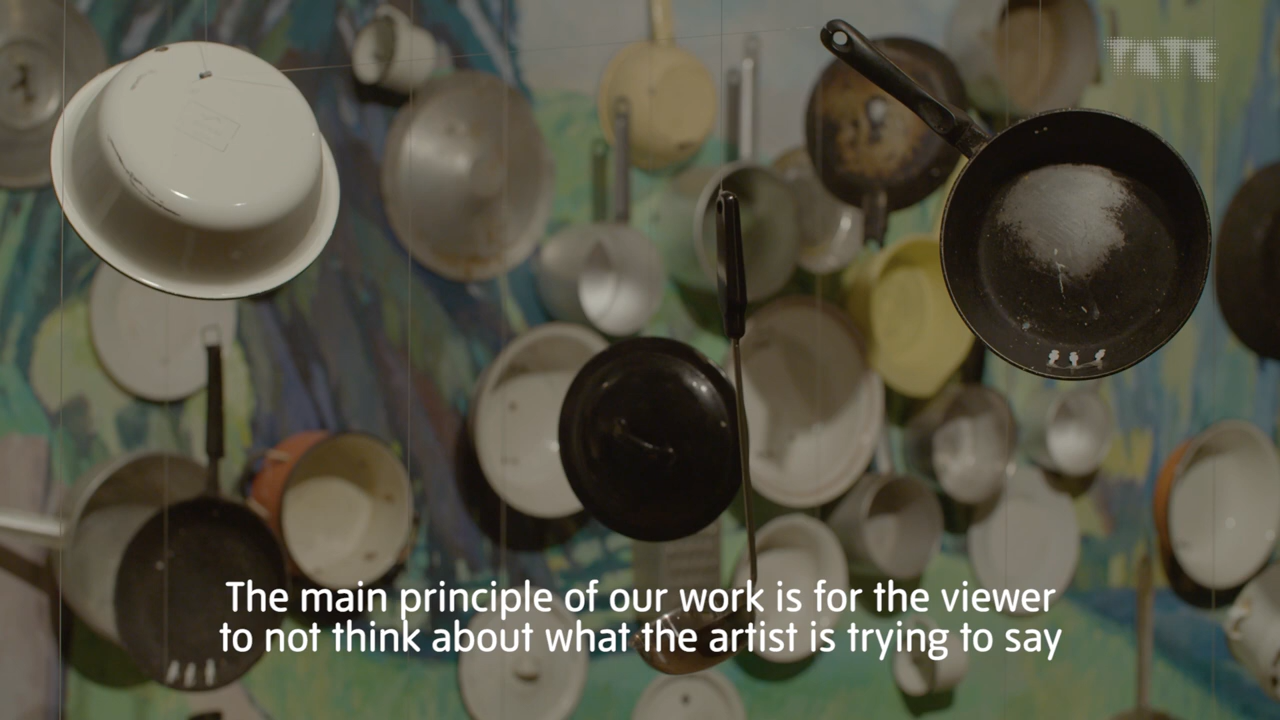 TATE
The main principle of our work is for the viewer
to not think about what the artist is trying to say